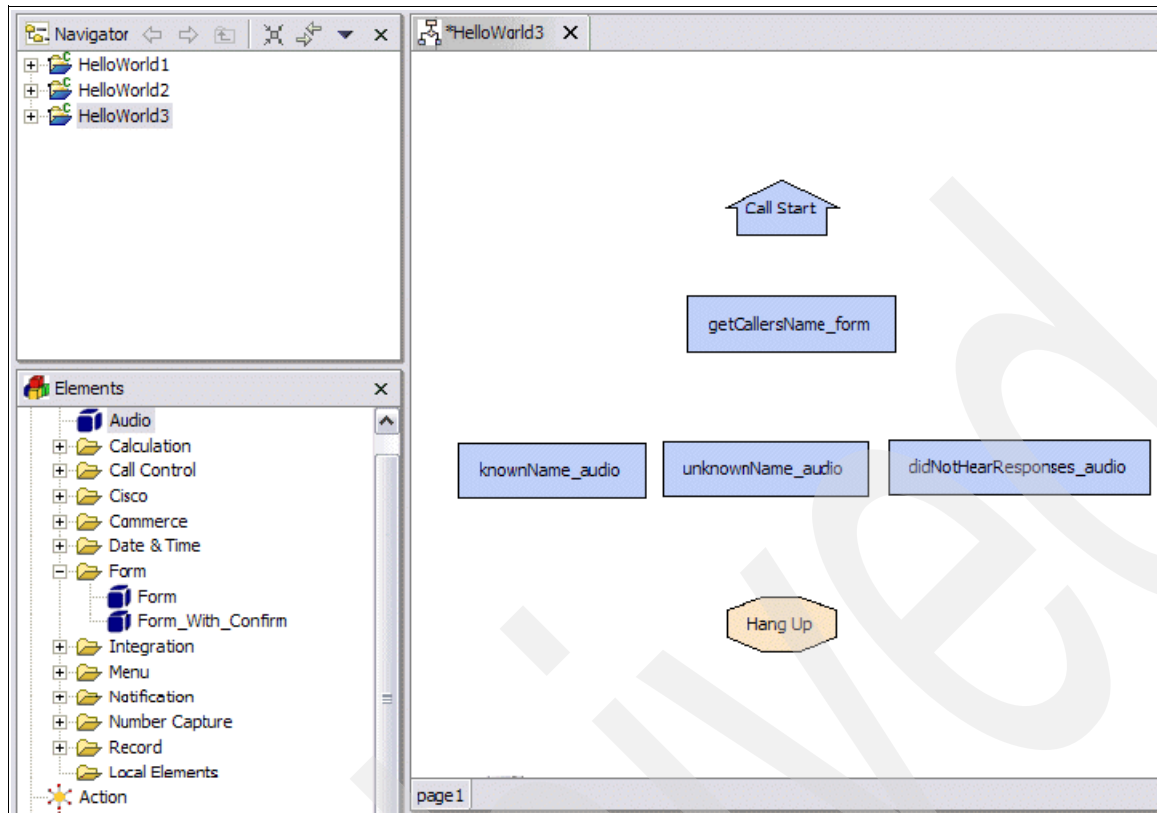 Navigator
HelloWorld1
HelloWorld2
HelloWorld3
Elements
Audio
Calculation
Call Control
Cisco
Commerce
Date & Time
Form
Form
Form_With_Confirm
Integration
Menu
Notification
Number Capture
Record
Local Elements
Action
*HelloWorld3
Call Start
getCallersName_form
knownName_audio
unknownName_audio
didNotHearResponses_audio
Hang Up
page1